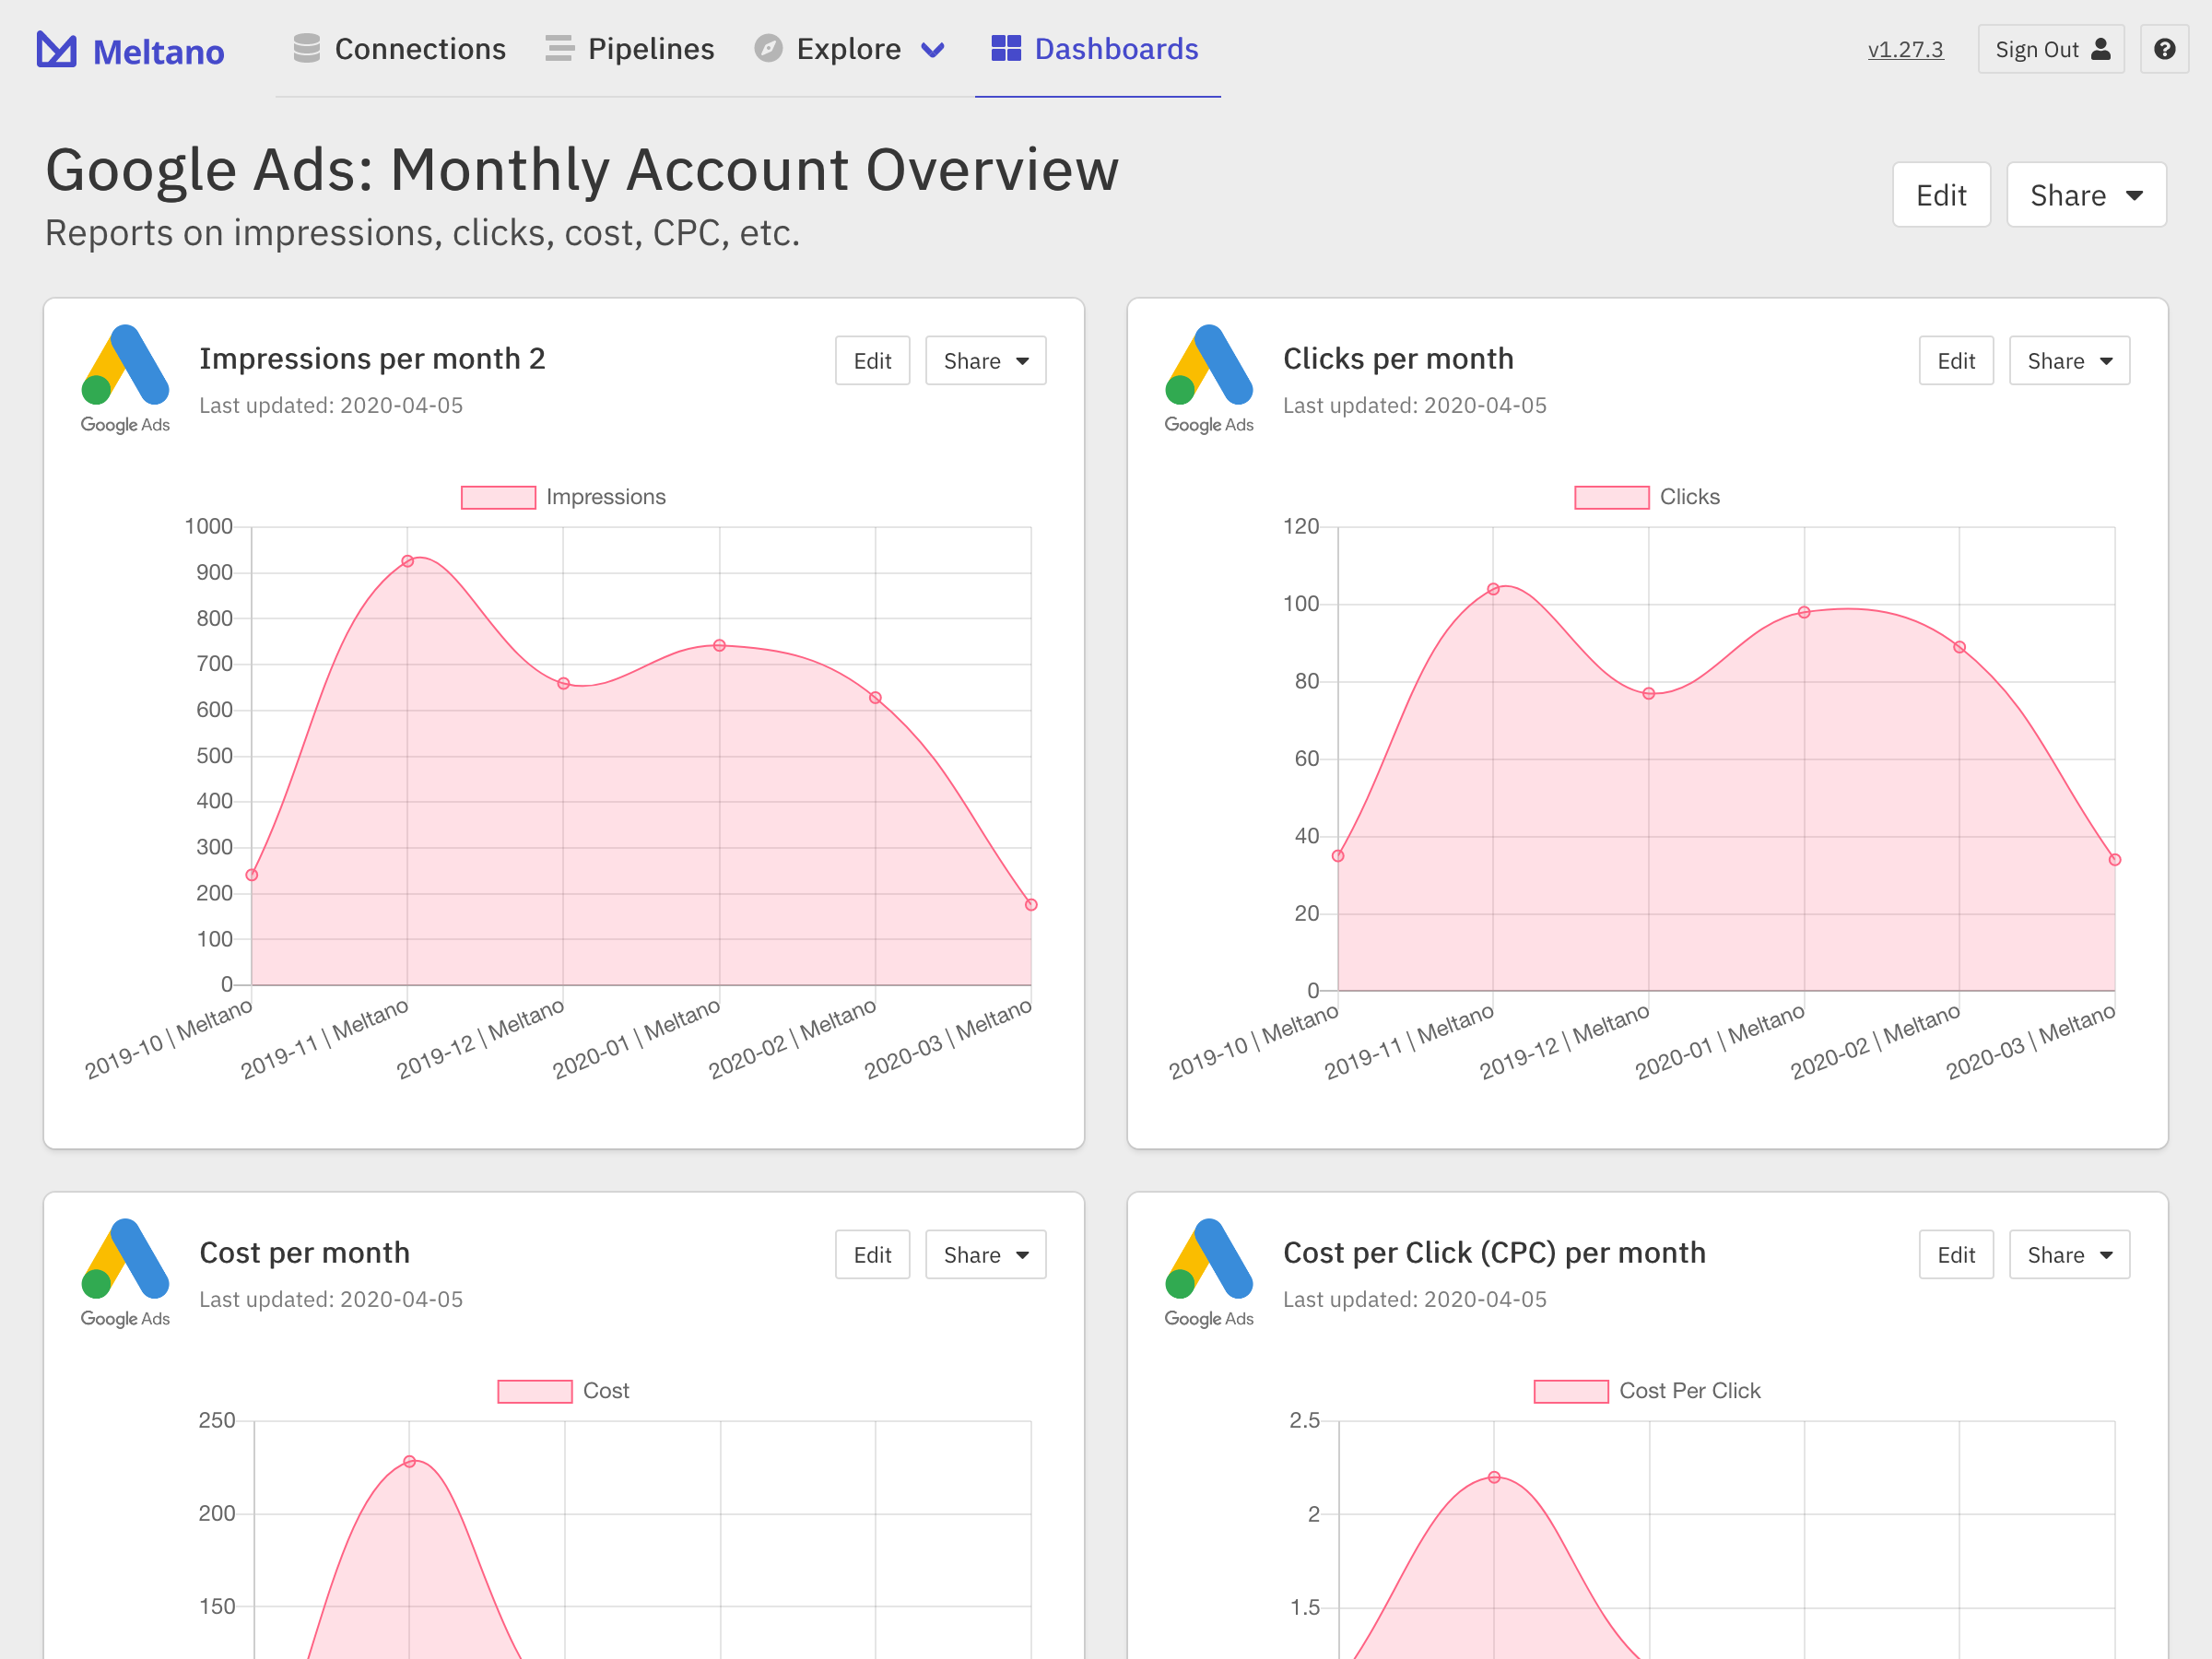 Meltano Connections Pipelines Explore Dashboards v1.27.3 Sign Out ?
Google Ads: Monthly Account Overview
Reports on impressions, clicks, cost, CPC, etc.
Edit Share
Impressions per month 2
Last updated: 2020-04-05
Edit Share
Google Ads
Impressions
1000
900
800
700
600
500
400
300
200
100
0
2019-10 | Meltano 2019-11 | Meltano 2019-12 | Meltano 2020-01 | Meltano 2020-02 | Meltano 2020-03 | Meltano
Clicks per month
Last updated: 2020-04-05
Edit Share
Google Ads
Clicks
120
100
80
60
40
20
0
2019-10 | Meltano 2019-11 | Meltano 2019-12 | Meltano 2020-01 | Meltano 2020-02 | Meltano 2020-03 | Meltano
Cost per month
Last updated: 2020-04-05
Edit Share
Google Ads
Cost
250
200
150
Cost per Click (CPC) per month
Last updated: 2020-04-05
Edit Share
Google Ads
Cost Per Click
2.5
2
1.5